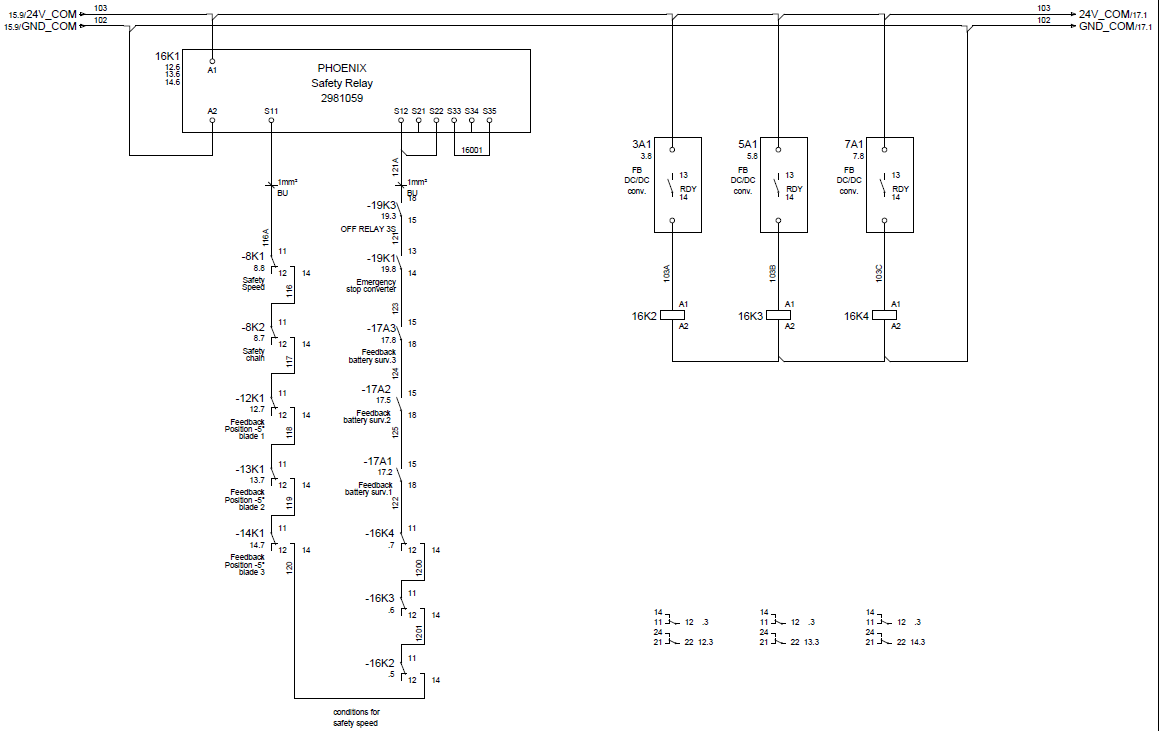 103
15.9/24V_COM
102
15.9/GND_COM
103
24V_COM/17.1
102
GND_COM/17.1
16K1
12.6
13.6
14.6
A1
PHOENIX
Safety Relay
2981059
A2
S11
S12
S21
S22
S33
S34
S35
16001
121A
1mm²
BU
1mm²
BU
116A
-8K1
8.8
Safety
Speed
11
12
14
116
-8K2
8.7
Safety
chain
11
12
14
117
-12K1
12.7
Feedback
Position -5°
blade 1
11
12
14
118
-13K1
13.7
Feedback
Position -5°
blade 2
11
12
14
119
-14K1
14.7
Feedback
Position -5°
blade 3
11
12
14
120
-19K3
19.3
OFF RELAY 3S
18
15
121
-19K1
19.8
Emergency
stop converter
13
14
123
-17A3
17.8
Feedback
battery surv.3
15
18
124
-17A2
17.5
Feedback
battery surv.2
15
18
125
-17A1
17.2
Feedback
battery surv.1
15
18
122
-16K4
.7
11
12
14
1200
-16K3
.6
11
12
14
1201
-16K2
.5
11
12
14
conditions for
safety speed
3A1
3.8
FB
DC/DC
conv.
13
RDY
14
103A
16K2
A1
A2
5A1
5.8
FB
DC/DC
conv.
13
RDY
14
103B
16K3
A1
A2
7A1
7.8
FB
DC/DC
conv.
13
RDY
14
103C
16K4
A1
A2
14
11 12 .3
24
21 22 12.3
14
11 12 .3
24
21 22 13.3
14
11 12 .3
24
21 22 14.3